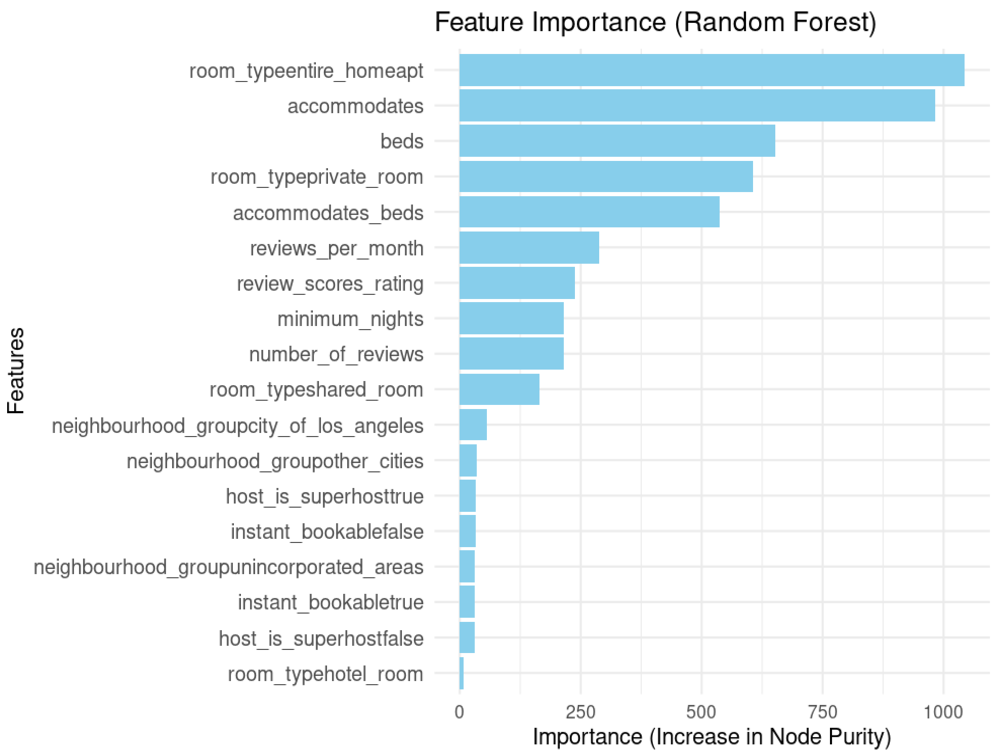 Feature Importance (Random Forest)
room_typeentire_homeapt
accommodates
beds
room_typeprivate_room
accommodates_beds
reviews_per_month
review_scores_rating
minimum_nights
number_of_reviews
room_typeshared_room
neighbourhood_groupcity_of_los_angeles
neighbourhood_groupother_cities
host_is_superhosttrue
instant_bookablefalse
neighbourhood_groupunincorporated_areas
instant_bookabletrue
host_is_superhostfalse
room_typehotel_room
Features
0 250 500 750 1000
Importance (Increase in Node Purity)